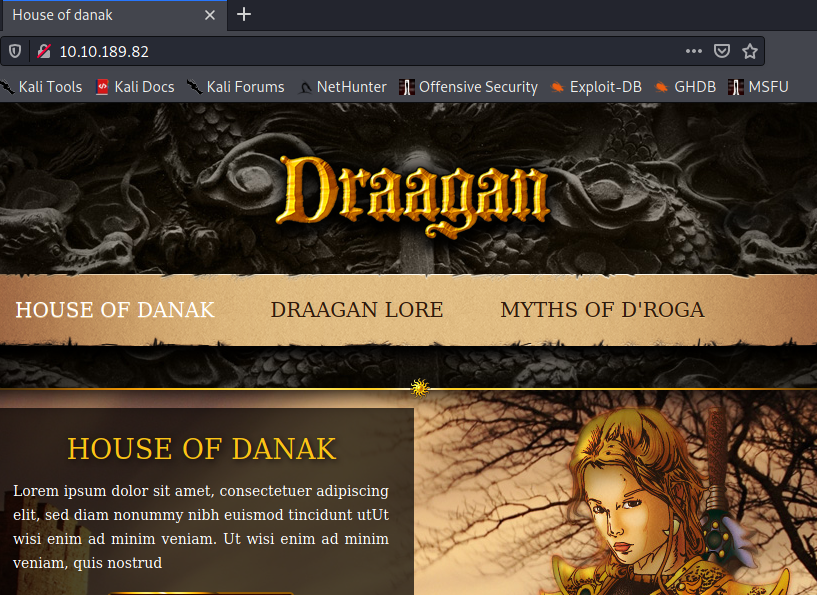 House of danak
10.10.189.82
Kali Tools Kali Docs Kali Forums NetHunter Offensive Security Exploit-DB GHDB MSFU
Draagan
HOUSE OF DANAK DRAAGAN LORE MYTHS OF D'ROGA
HOUSE OF DANAK
Lorem ipsum dolor sit amet, consectetuer adipiscing
elit, sed diam nonummy nibh euismod tincidunt utUt
wisi enim ad minim veniam. Ut wisi enim ad minim
veniam, quis nostrud